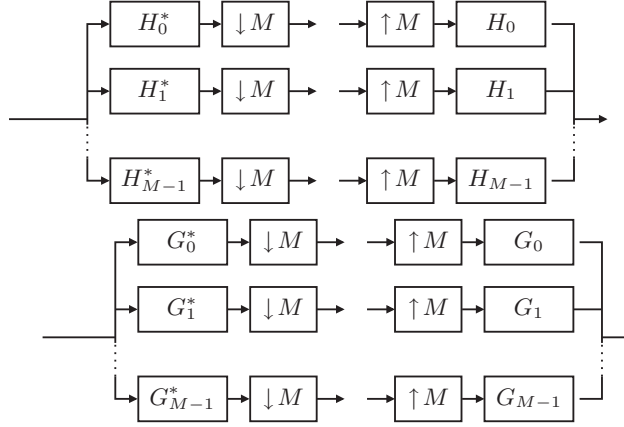 H_0^* ↓M ↑M H_0
H_1^* ↓M ↑M H_1
H_{M-1}^* ↓M ↑M H_{M-1}
G_0^* ↓M ↑M G_0
G_1^* ↓M ↑M G_1
G_{M-1}^* ↓M ↑M G_{M-1}